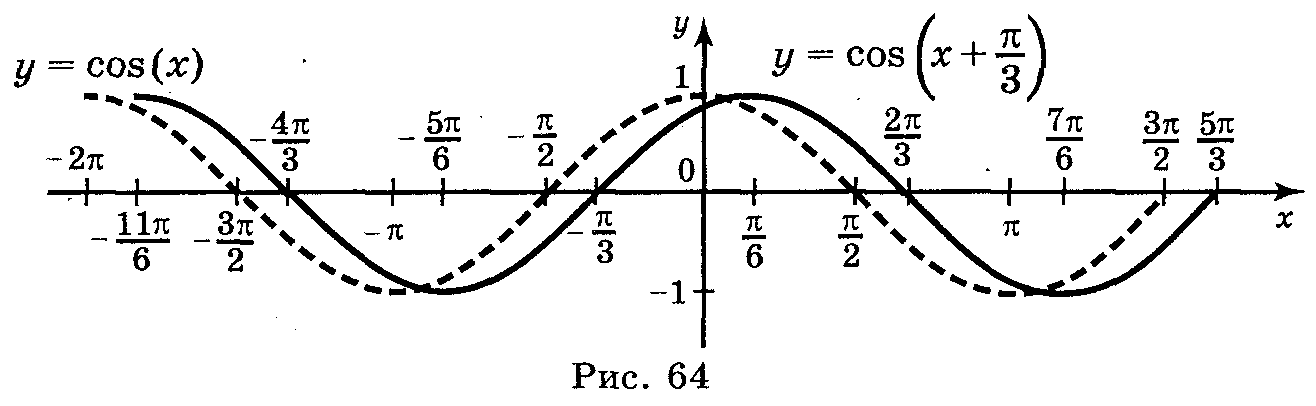 y
y = cos(x)
1
y = cos(x + π/3)
-4π/3
-5π/6
-π/2
2π/3
7π/6
3π/2
5π/3
-2π
0
-11π/6
-3π/2
-π
-π/3
π/6
π/2
π
x
-1
Рис. 64